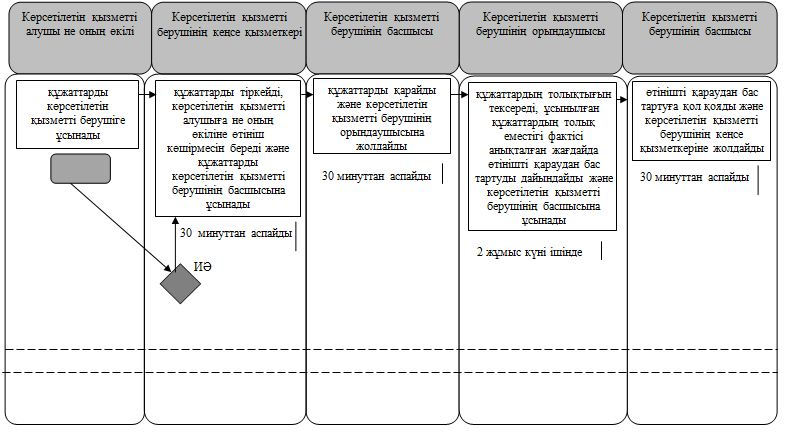 Көрсетілетін қызметті
алушы не оның өкілі
Көрсетілетін қызметті
берушінің кеңсе қызметкері
Көрсетілетін қызметті
берушінің басшысы
Көрсетілетін қызметті
берушінің орындаушысы
Көрсетілетін қызметті
берушінің басшысы
құжаттарды
көрсетілетін
қызметті берушіге
ұсынады
құжаттарды тіркейді,
көрсетілетін қызметті
алушыға не оның
өкіліне өтініш
көшірмесін береді және
құжаттарды
көрсетілетін қызметті
берушінің басшысына
ұсынады
30 минуттан аспайды
ИӘ
құжаттарды қарайды
және көрсетілетін
қызметті берушінің
орындаушысына
жолдайды
30 минуттан аспайды
құжаттардың толықтығын
тексереді, ұсынылған
құжаттардың толық
еместігі фактісі
анықталған жағдайда
өтінішті қараудан бас
тартуды дайындайды және
көрсетілетін қызметті
берушінің басшысына
ұсынады
2 жұмыс күні ішінде
өтінішті қараудан бас
тартуға қол қояды және
көрсетілетін қызметті
берушінің кеңсе
қызметкеріне жолдайды
30 минуттан аспайды